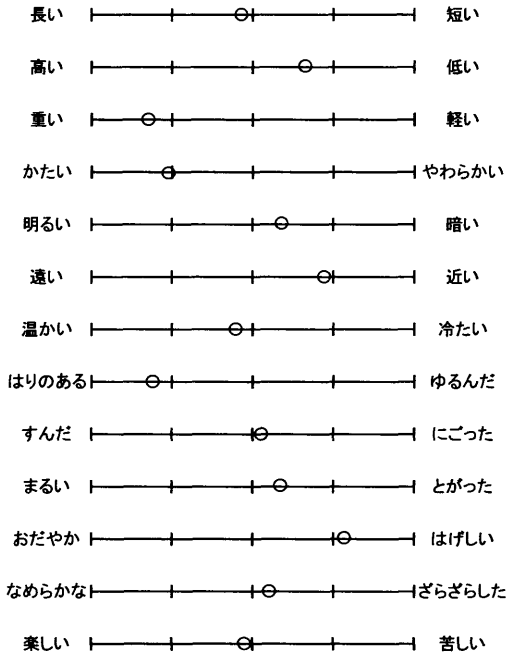 長い 短い
高い 低い
重い 軽い
かたい やわらかい
明るい 暗い
遠い 近い
温かい 冷たい
はりのある ゆるんだ
すんだ にごった
まるい とがった
おだやか はげしい
なめらかな ざらざらした
楽しい 苦しい